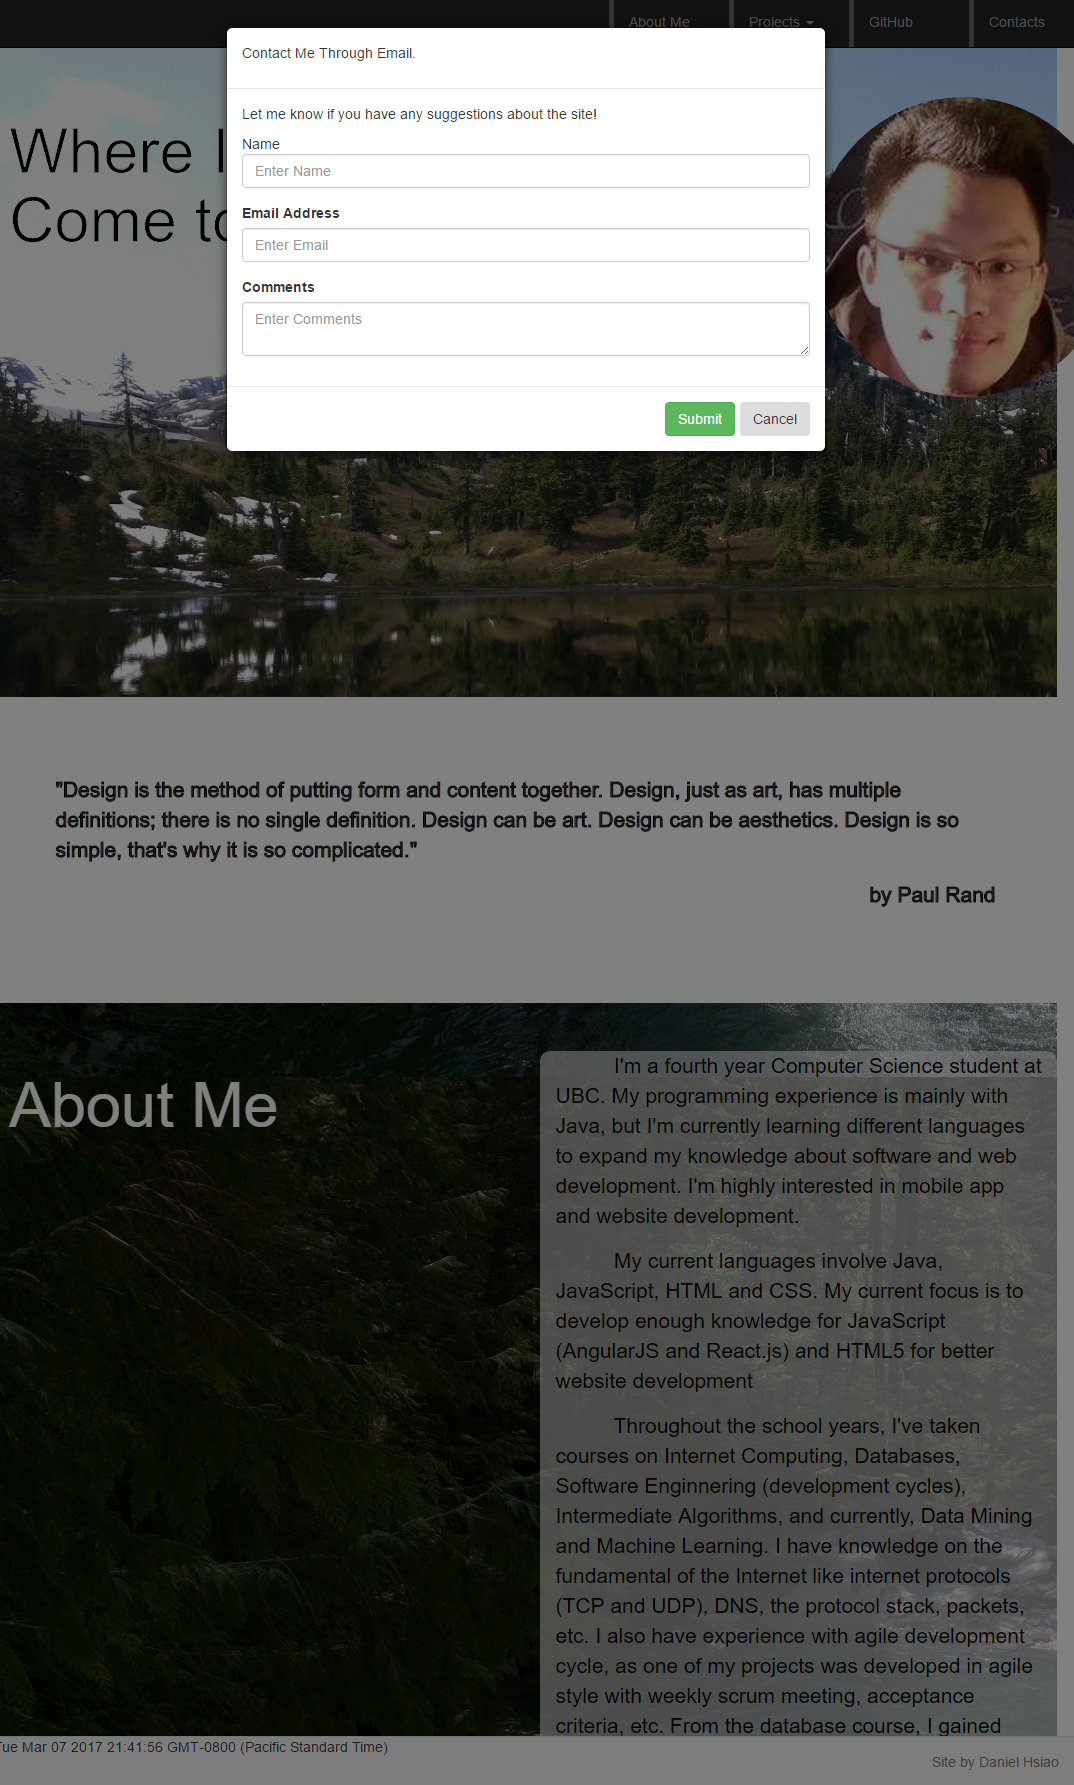 About Me
Projects
GitHub
Contacts
Contact Me Through Email.
Let me know if you have any suggestions about the site!
Name
Enter Name
Email Address
Enter Email
Comments
Enter Comments
Submit
Cancel
Where I
Come to
"Design is the method of putting form and content together. Design, just as art, has multiple
definitions; there is no single definition. Design can be art. Design can be aesthetics. Design is so
simple, that's why it is so complicated."
by Paul Rand
About Me
I'm a fourth year Computer Science student at
UBC. My programming experience is mainly with
Java, but I'm currently learning different languages
to expand my knowledge about software and web
development. I'm highly interested in mobile app
and website development.
My current languages involve Java,
JavaScript, HTML and CSS. My current focus is to
develop enough knowledge for JavaScript
(AngularJS and React.js) and HTML5 for better
website development
Throughout the school years, I've taken
courses on Internet Computing, Databases,
Software Enginnering (development cycles),
Intermediate Algorithms, and currently, Data Mining
and Machine Learning. I have knowledge on the
fundamental of the Internet like internet protocols
(TCP and UDP), DNS, the protocol stack, packets,
etc. I also have experience with agile development
cycle, as one of my projects was developed in agile
style with weekly scrum meeting, acceptance
criteria, etc. From the database course, I gained
Tue Mar 07 2017 21:41:56 GMT-0800 (Pacific Standard Time)
Site by Daniel Hsiao